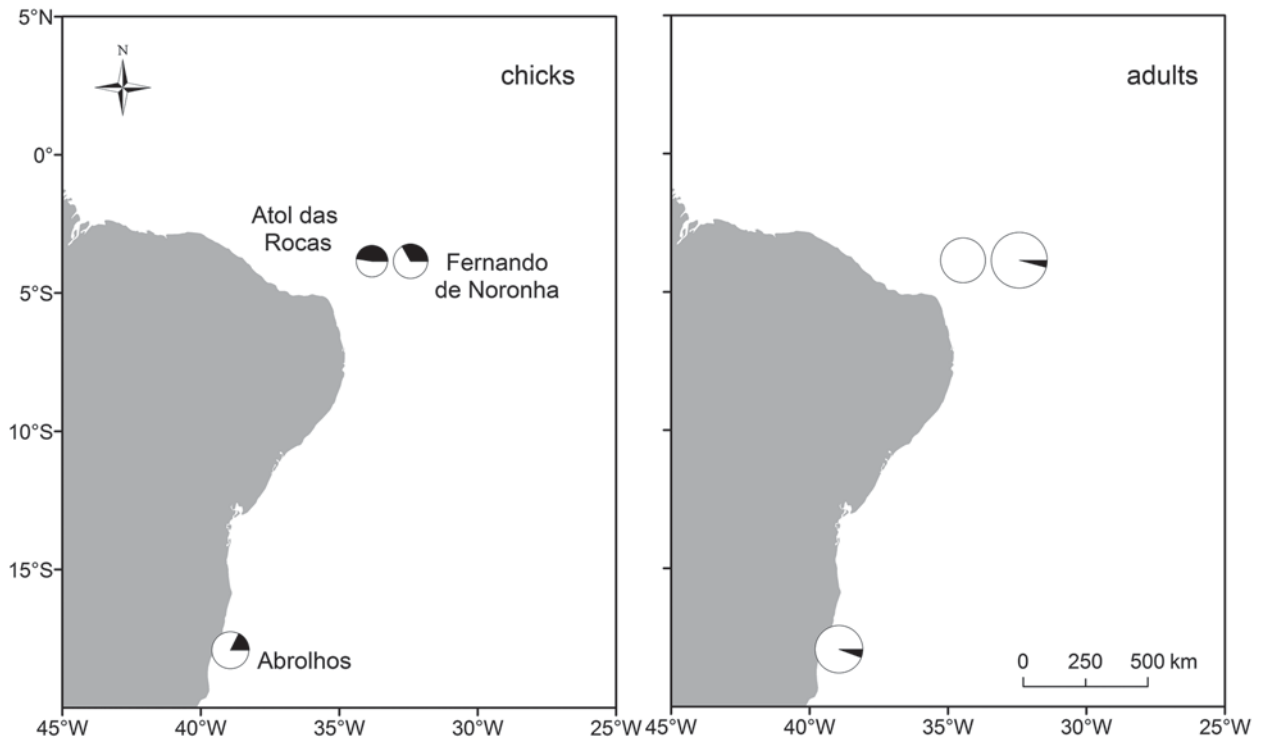 5°N
N
chicks
adults
0°
Atol das
Rocas
Fernando
de Noronha
5°S
10°S
15°S
Abrolhos
0 250 500 km
45°W 40°W 35°W 30°W 25°W 45°W 40°W 35°W 30°W 25°W